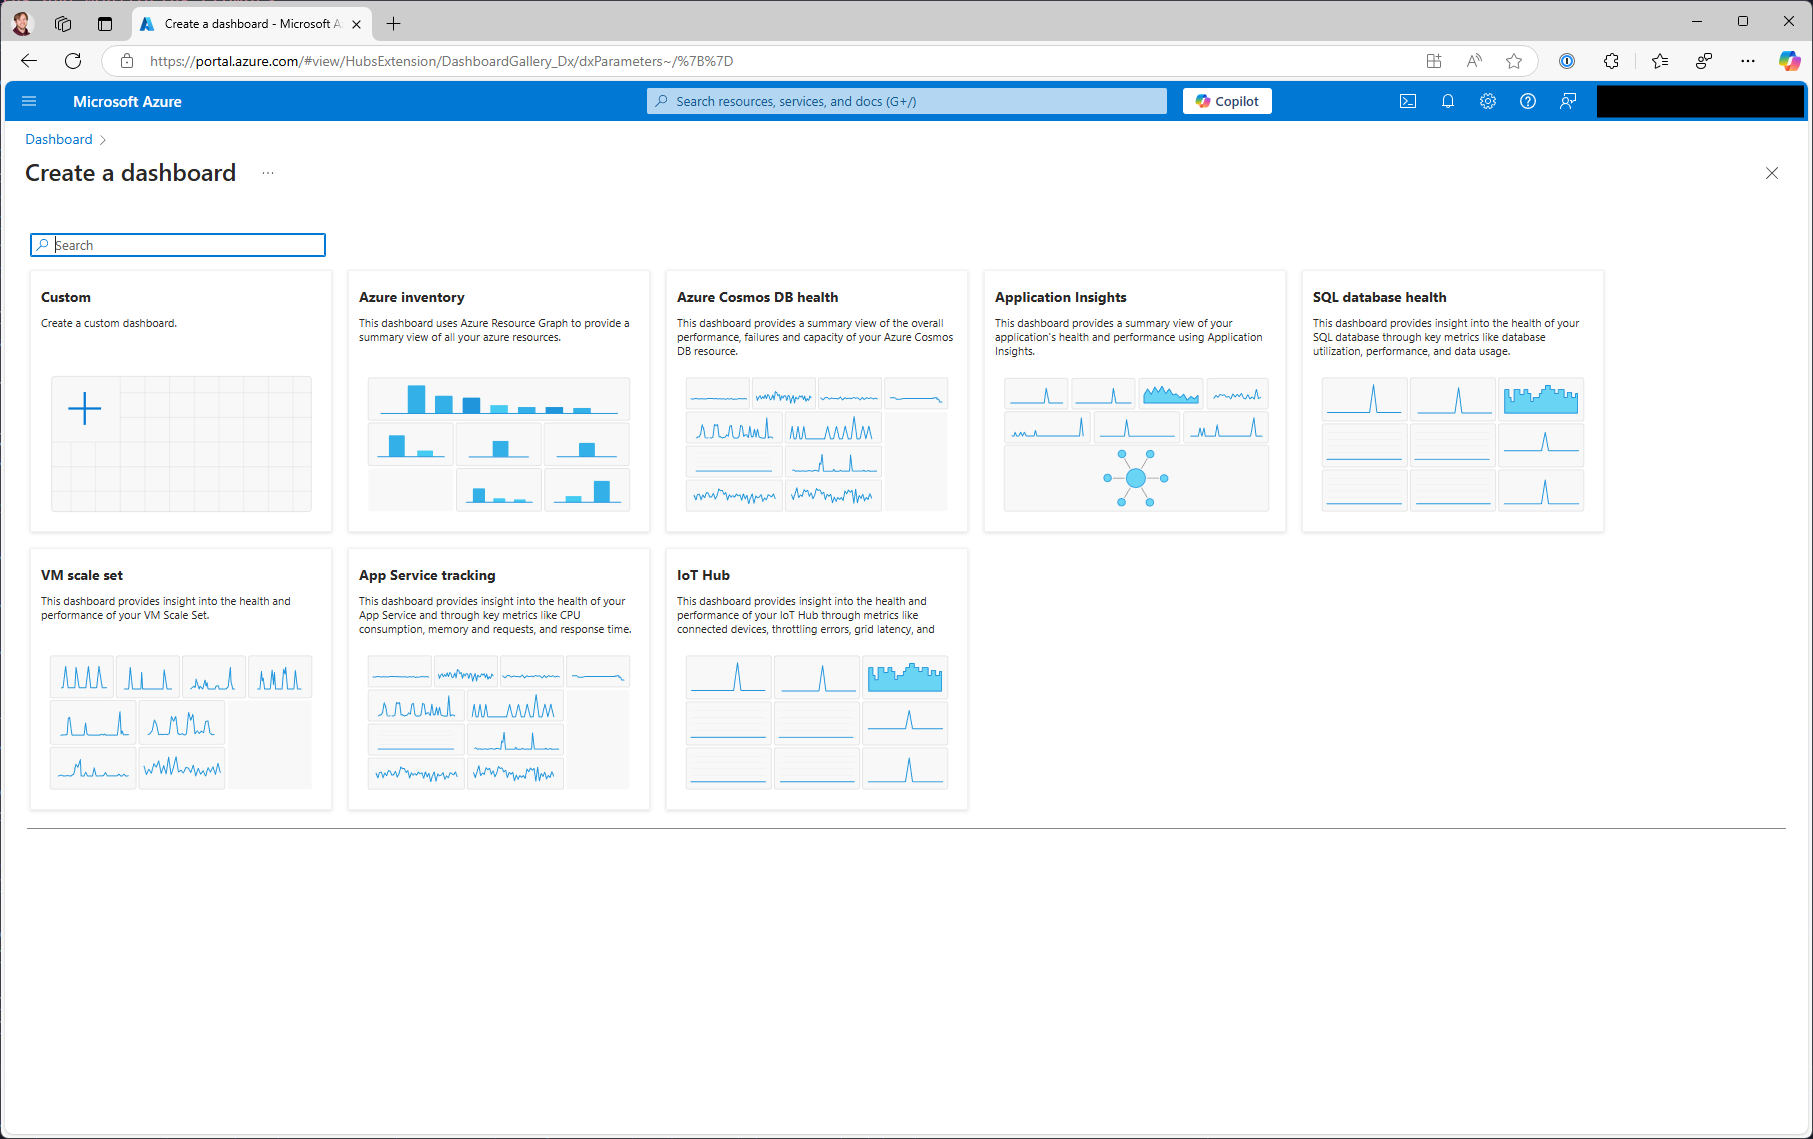 Create a dashboard - Microsoft A
https://portal.azure.com/#view/HubsExtension/DashboardGallery_Dx/dxParameters~/%7B%7D
Microsoft Azure
Search resources, services, and docs (G+/)
Copilot
Dashboard
Create a dashboard
Search
Custom
Create a custom dashboard.
Azure inventory
This dashboard uses Azure Resource Graph to provide a
summary view of all your azure resources.
Azure Cosmos DB health
This dashboard provides a summary view of the overall
performance, failures and capacity of your Azure Cosmos
DB resource.
Application Insights
This dashboard provides a summary view of your
application's health and performance using Application
Insights.
SQL database health
This dashboard provides insight into the health of your
SQL database through key metrics like database
utilization, performance, and data usage.
VM scale set
This dashboard provides insight into the health and
performance of your VM Scale Set.
App Service tracking
This dashboard provides insight into the health of your
App Service and through key metrics like CPU
consumption, memory and requests, and response time.
IoT Hub
This dashboard provides insight into the health and
performance of your IoT Hub through metrics like
connected devices, throttling errors, grid latency, and